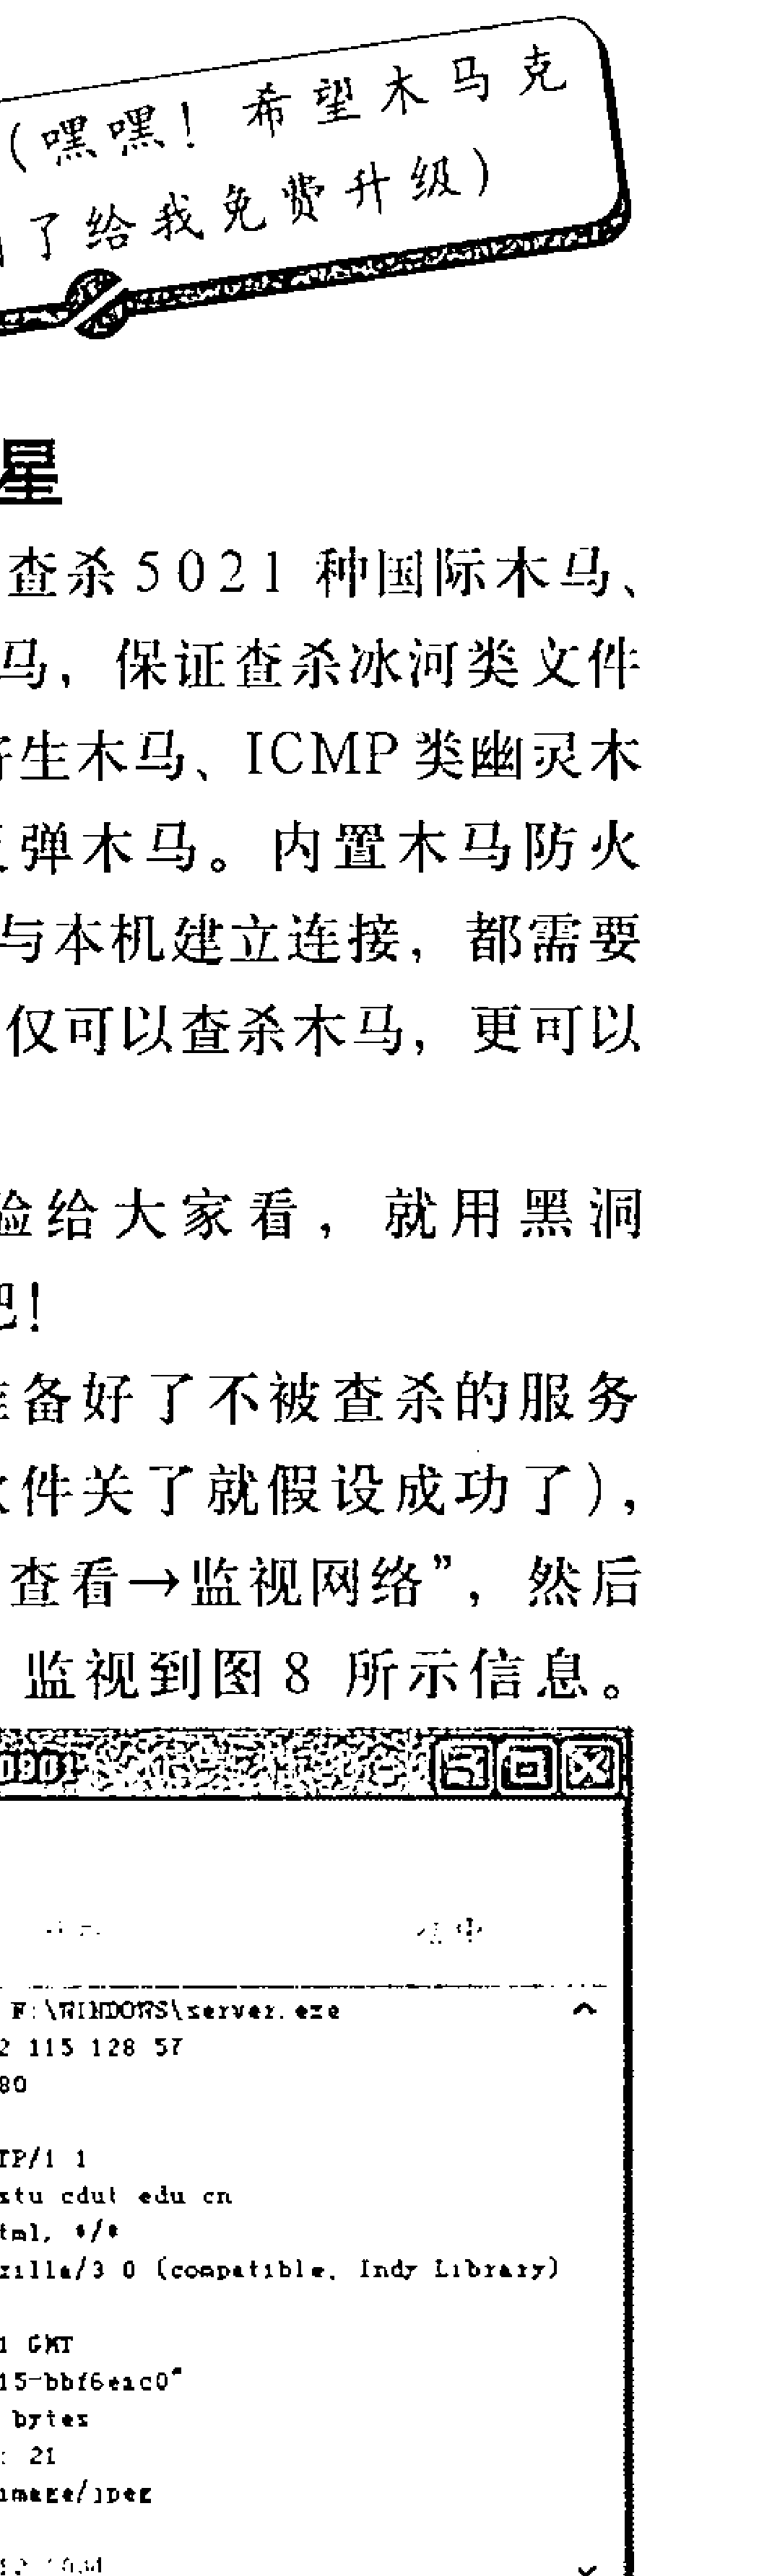 （嘿嘿！希望木马克
了给我免费升级）
星
查杀5021 种国际木马、
马，保证查杀冰河类文件
生木马、ICMP类幽灵木
弹木马。内置木马防火
与本机建立连接，都需要
仅可以查杀木马，更可以
验给大家看，就用黑洞
吧！
准备好了不被查杀的服务
件关了就假设成功了），
查看→监视网络”，然后
监视到图8 所示信息。
0901
F:\WINDOWS\server.exe
2 115 128 57
80
TP/1 1
stu cdut edu cn
tml, */*
zilla/3 0 (compatible, Indy Library)
1 GMT
15-bbf6eac0"
bytes
: 21
image/jpeg